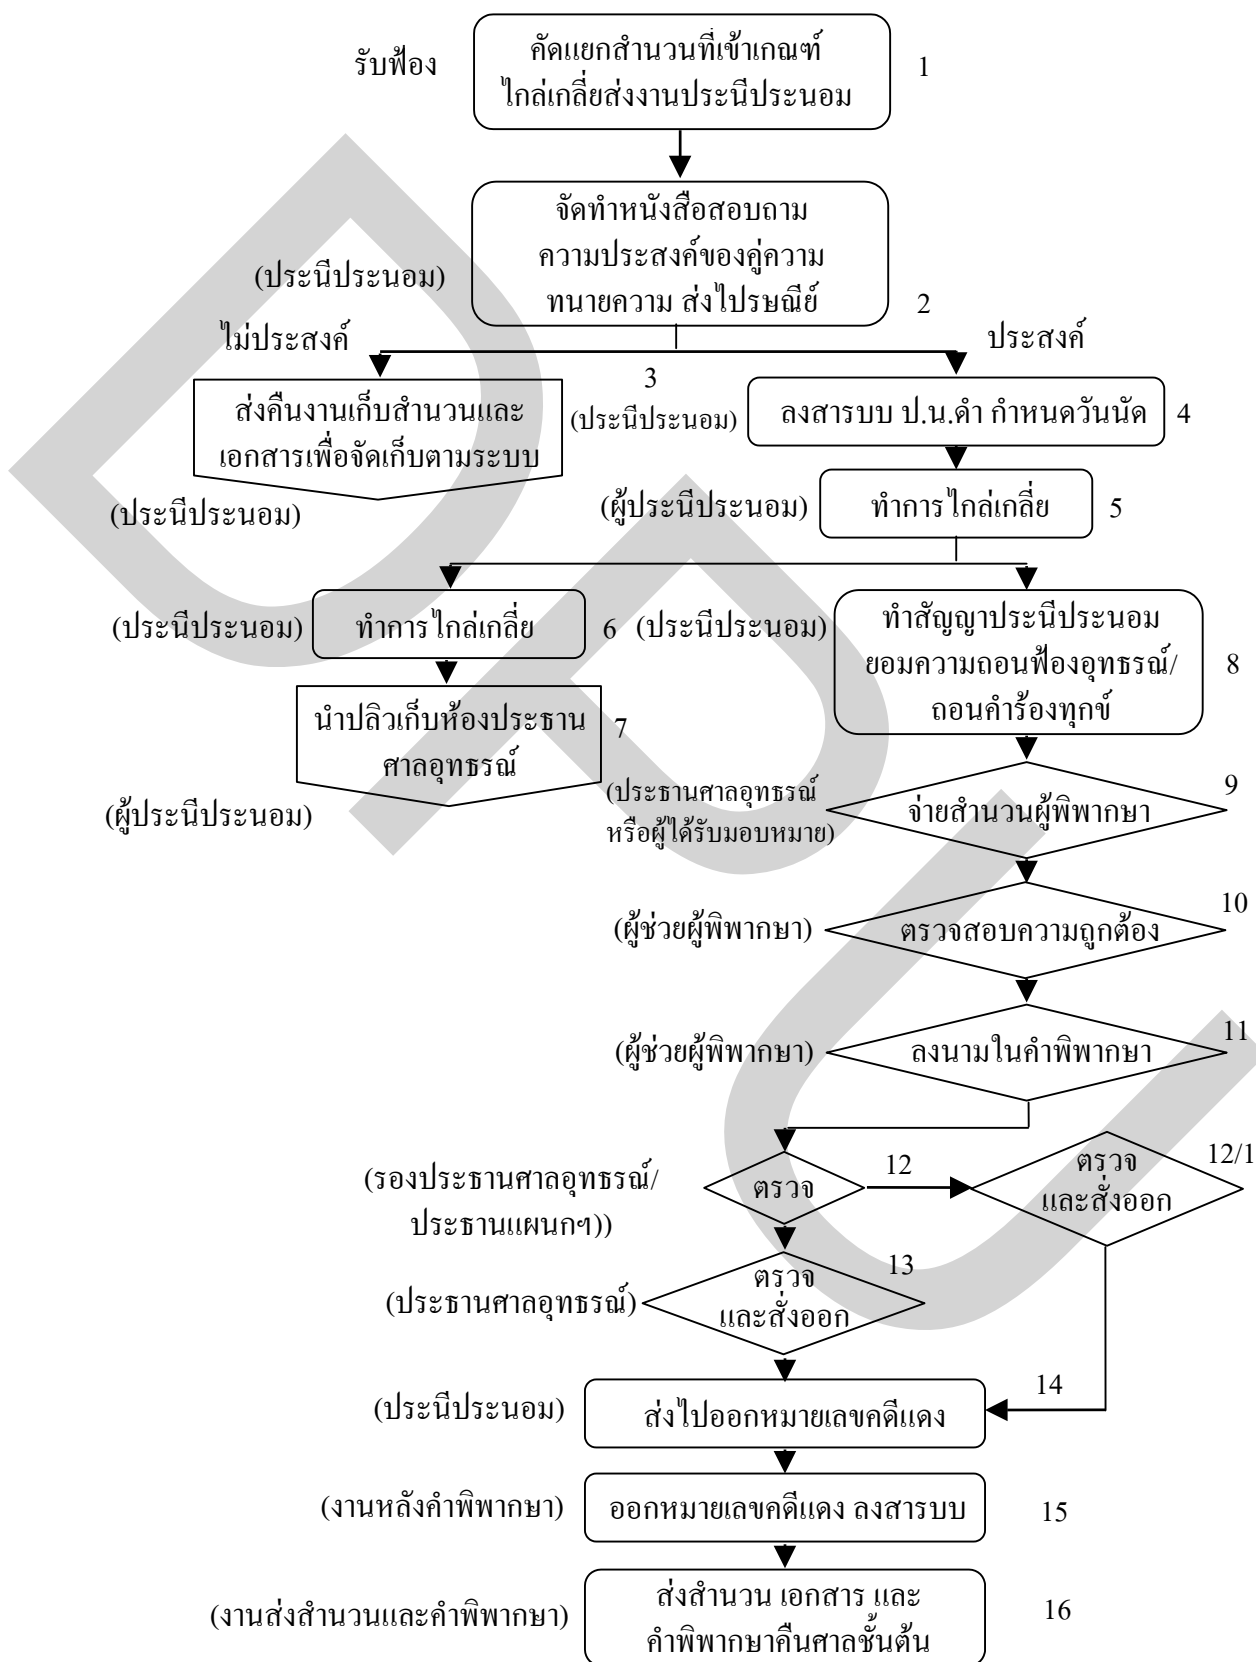 รับฟ้อง
คัดแยกสำนวนที่เข้าเกณฑ์
ไกล่เกลี่ยส่งงานประนีประนอม
1
จัดทำหนังสือสอบถาม
ความประสงค์ของคู่ความ
ทนายความ ส่งไปรษณีย์
(ประนีประนอม)
2
ไม่ประสงค์
ประสงค์
ส่งคืนงานเก็บสำนวนและ
เอกสารเพื่อจัดเก็บตามระบบ
3
(ประนีประนอม)
(ประนีประนอม)
ลงสารบบ ป.น.ดำ กำหนดวันนัด
4
(ผู้ประนีประนอม)
ทำการไกล่เกลี่ย
5
(ประนีประนอม)
ทำการไกล่เกลี่ย
6
(ประนีประนอม)
ทำสัญญาประนีประนอม
ยอมความถอนฟ้องอุทธรณ์/
ถอนคำร้องทุกข์
8
นำปลิวเก็บห้องประธาน
ศาลอุทธรณ์
7
(ผู้ประนีประนอม)
(ประธานศาลอุทธรณ์
หรือผู้ได้รับมอบหมาย)
จ่ายสำนวนผู้พิพากษา
9
(ผู้ช่วยผู้พิพากษา)
ตรวจสอบความถูกต้อง
10
(ผู้ช่วยผู้พิพากษา)
ลงนามในคำพิพากษา
11
(รองประธานศาลอุทธรณ์/
ประธานแผนกฯ))
ตรวจ
12
ตรวจ
และสั่งออก
12/1
(ประธานศาลอุทธรณ์)
ตรวจ
และสั่งออก
13
(ประนีประนอม)
ส่งไปออกหมายเลขคดีแดง
14
(งานหลังคำพิพากษา)
ออกหมายเลขคดีแดง ลงสารบบ
15
(งานส่งสำนวนและคำพิพากษา)
ส่งสำนวน เอกสาร และ
คำพิพากษาคืนศาลชั้นต้น
16
DPU